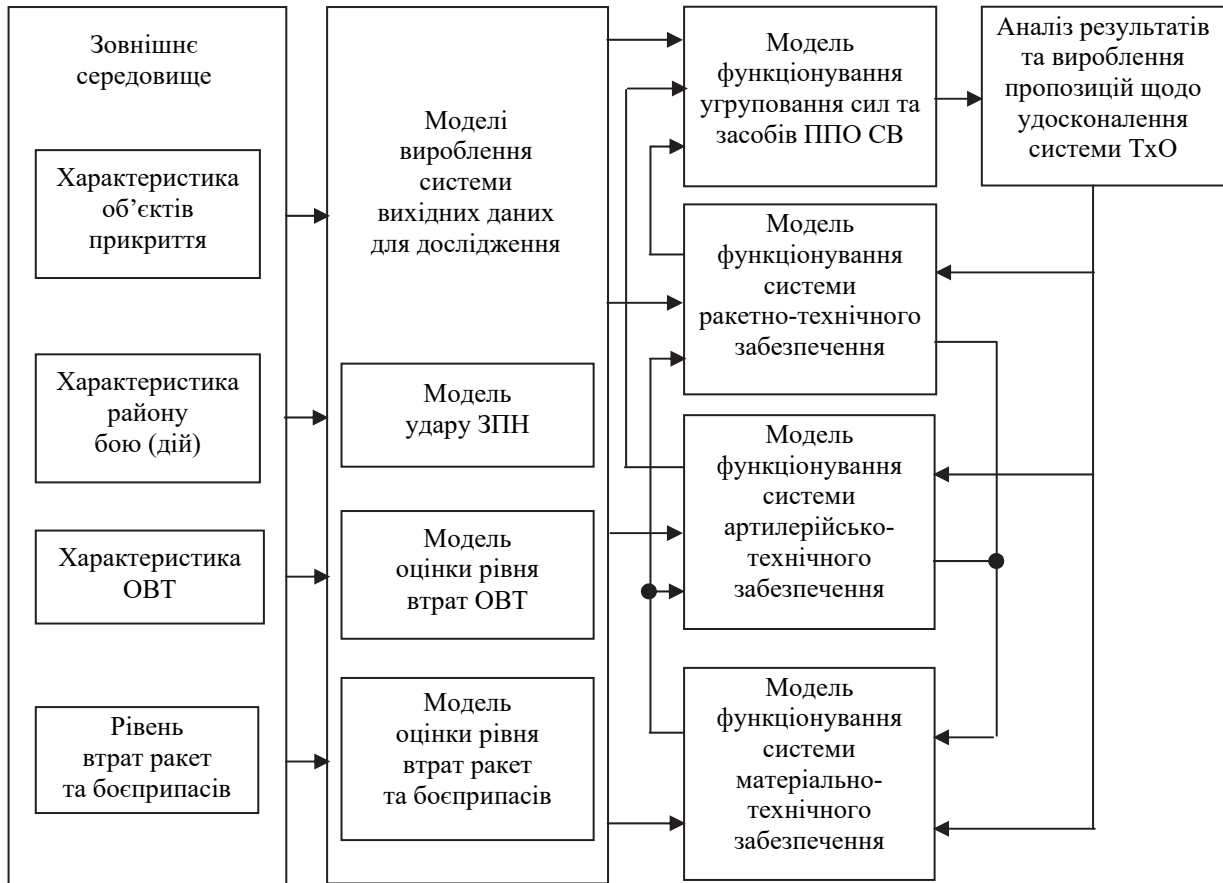 Зовнішнє
середовище
Характеристика
об’єктів
прикриття
Характеристика
району
бою (дій)
Характеристика
ОВТ
Рівень
втрат ракет
та боєприпасів
Моделі
вироблення
системи
вихідних даних
для дослідження
Модель
удару ЗПН
Модель
оцінки рівня
втрат ОВТ
Модель
оцінки рівня
втрат ракет
та боєприпасів
Модель
функціонування
угруповання сил та
засобів ППО СВ
Модель
функціонування
системи
ракетно-технічного
забезпечення
Модель
функціонування
системи
артилерійсько-
технічного
забезпечення
Модель
функціонування
системи
матеріально-
технічного
забезпечення
Аналіз результатів
та вироблення
пропозицій щодо
удосконалення
системи ТхО